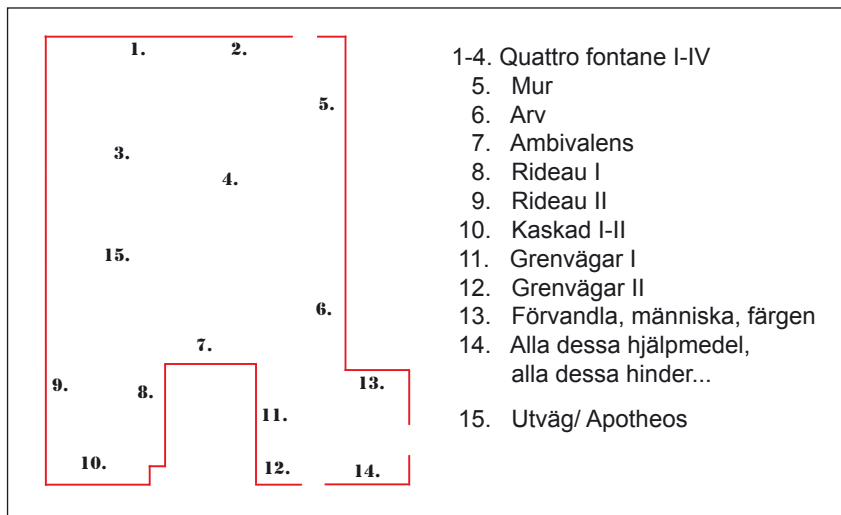 1.
2.
5.
3.
4.
15.
6.
7.
9.
8.
13.
11.
10.
12.
14.
1-4. Quattro fontane I-IV
5. Mur
6. Arv
7. Ambivalens
8. Rideau I
9. Rideau II
10. Kaskad I-II
11. Grenvägar I
12. Grenvägar II
13. Förvandla, människa, färgen
14. Alla dessa hjälpmedel,
alla dessa hinder...
15. Utväg/ Apotheos